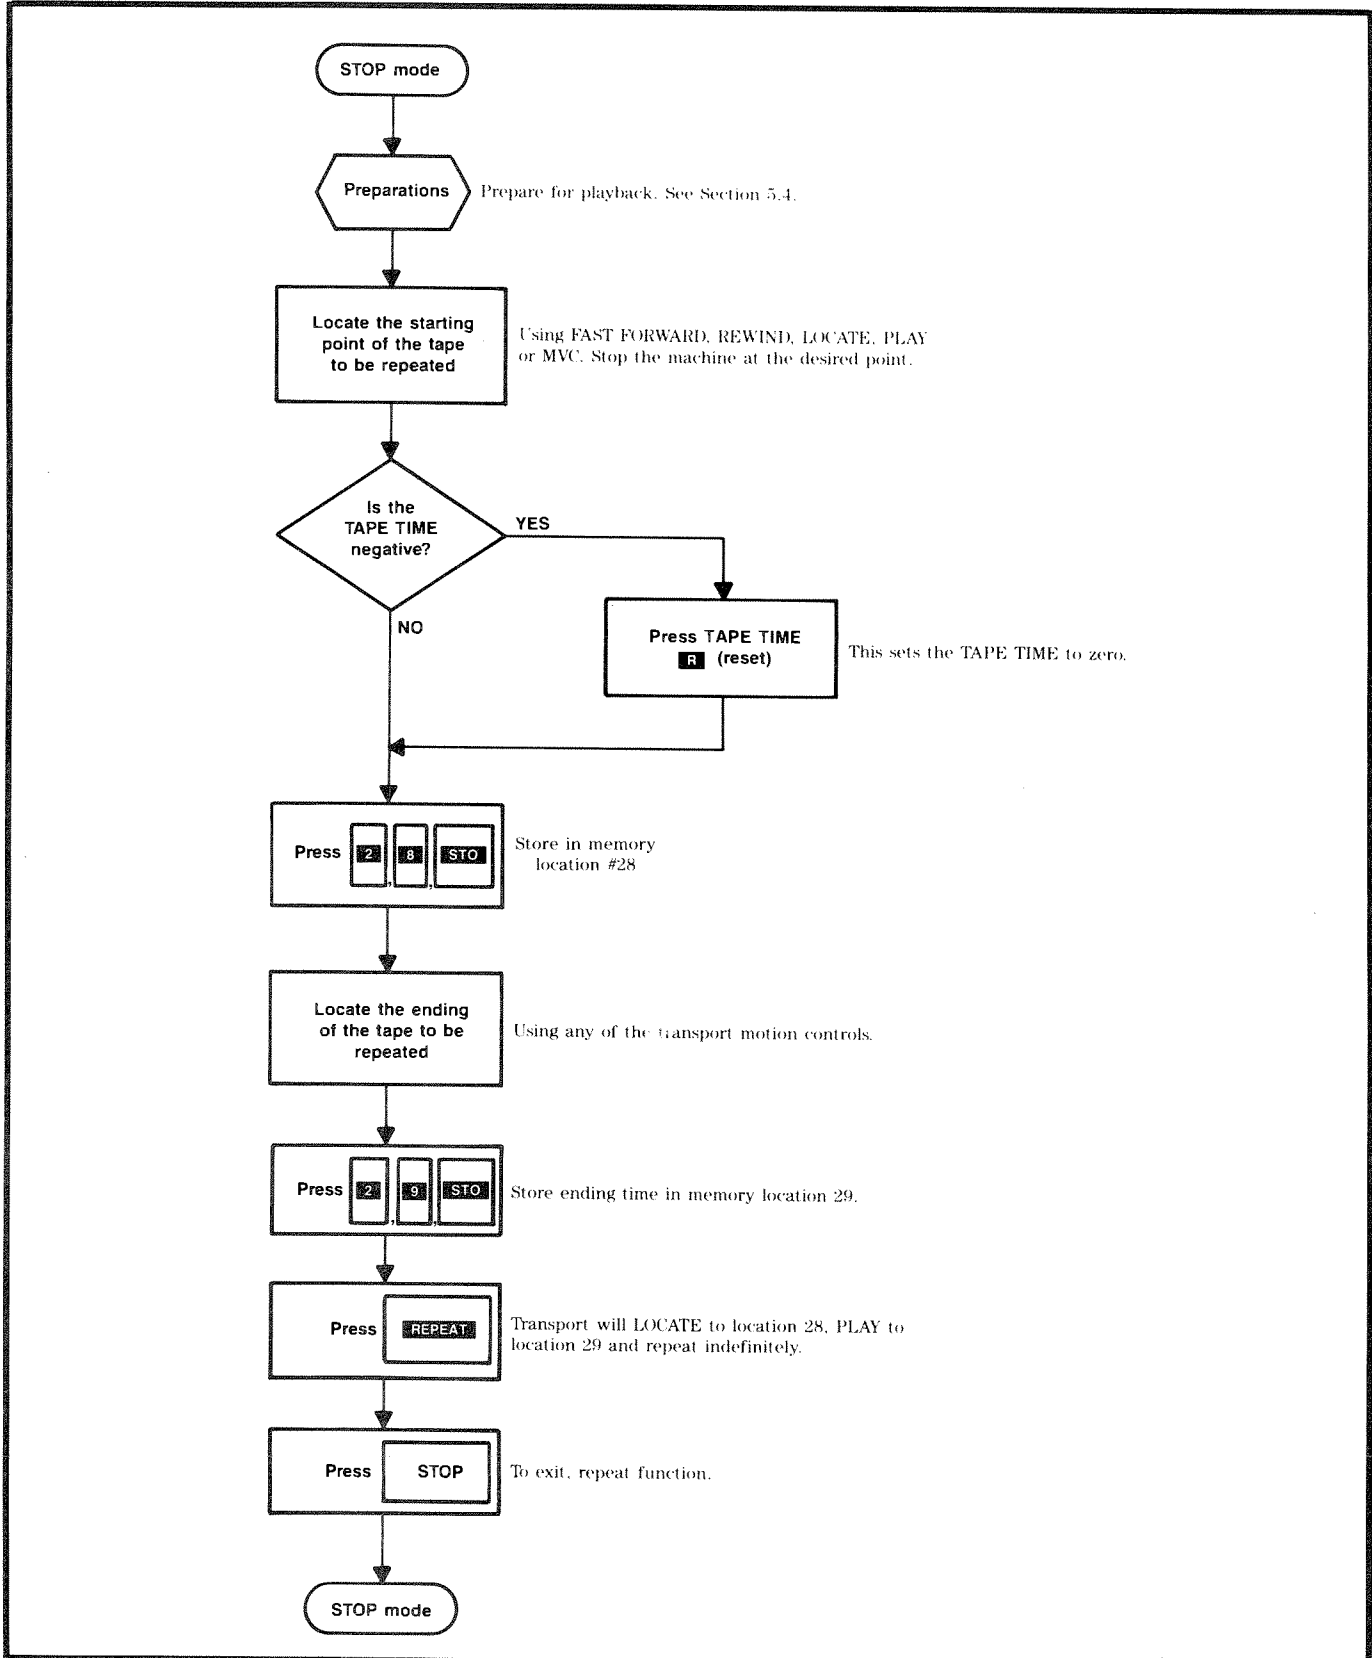 STOP mode
Preparations
Prepare for playback. See Section 5.4.
Locate the starting
point of the tape
to be repeated
Using FAST FORWARD, REWIND, LOCATE, PLAY
or MVC. Stop the machine at the desired point.
Is the
TAPE TIME
negative?
YES
NO
Press TAPE TIME
R (reset)
This sets the TAPE TIME to zero.
Press 2 , 8 , STO
Store in memory
location #28
Locate the ending
of the tape to be
repeated
Using any of the transport motion controls.
Press 2 , 9 , STO
Store ending time in memory location 29.
Press REPEAT
Transport will LOCATE to location 28, PLAY to
location 29 and repeat indefinitely.
Press STOP
To exit, repeat function.
STOP mode